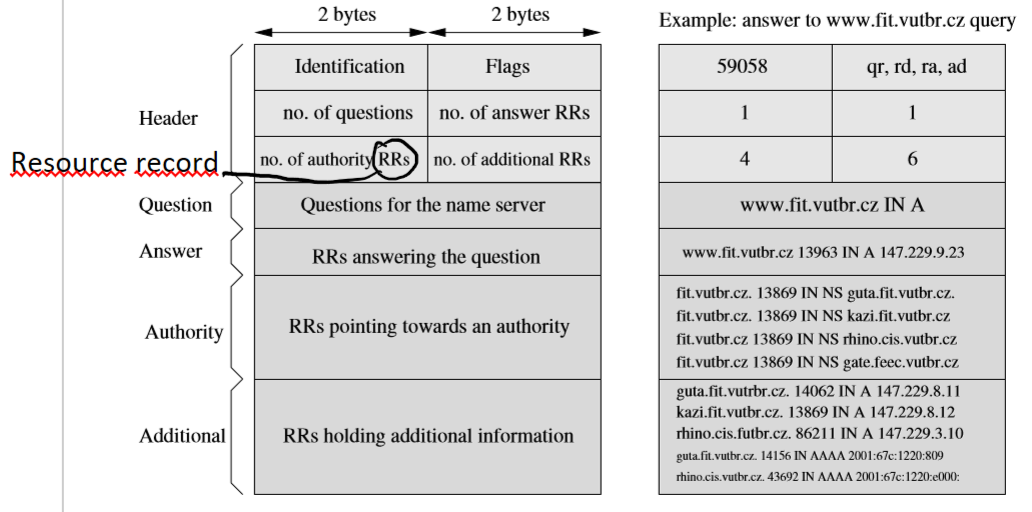 2 bytes 2 bytes
Example: answer to www.fit.vutbr.cz query
Identification Flags
59058 qr, rd, ra, ad
Header
no. of questions no. of answer RRs
1 1
Resource record
no. of authority RRs no. of additional RRs
4 6
Question
Questions for the name server
www.fit.vutbr.cz IN A
Answer
RRs answering the question
www.fit.vutbr.cz 13963 IN A 147.229.9.23
Authority
RRs pointing towards an authority
fit.vutbr.cz. 13869 IN NS guta.fit.vutbr.cz.
fit.vutbr.cz. 13869 IN NS kazi.fit.vutbr.cz
fit.vutbr.cz 13869 IN NS rhino.cis.vutbr.cz
fit.vutbr.cz 13869 IN NS gate.feec.vutbr.cz
Additional
RRs holding additional information
guta.fit.vutrbr.cz. 14062 IN A 147.229.8.11
kazi.fit.vutbr.cz. 13869 IN A 147.229.8.12
rhino.cis.futbr.cz. 86211 IN A 147.229.3.10
guta.fit.vutbr.cz. 14156 IN AAAA 2001:67c:1220:809
rhino.cis.vutbr.cz. 43692 IN AAAA 2001:67c:1220:e000: